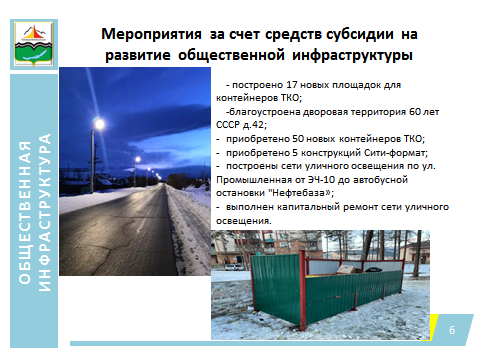 Мероприятия за счет средств субсидии на
развитие общественной инфраструктуры
ОБЩЕСТВЕННАЯ
ИНФРАСТРУКТУРА
- построено 17 новых площадок для
контейнеров ТКО;
-благоустроена дворовая территория 60 лет
СССР д.42;
- приобретено 50 новых контейнеров ТКО;
- приобретено 5 конструкций Сити-формат;
- построены сети уличного освещения по ул.
Промышленная от ЭЧ-10 до автобусной
остановки "Нефтебаза»;
- выполнен капитальный ремонт сети уличного
освещения.
6